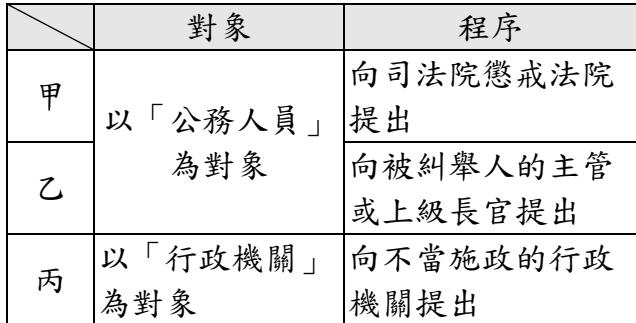 對象 程序
甲 以「公務人員」為對象 向司法院懲戒法院
提出
乙 向被糾舉人的主管
或上級長官提出
丙 以「行政機關」 向不當施政的行政
為對象 機關提出